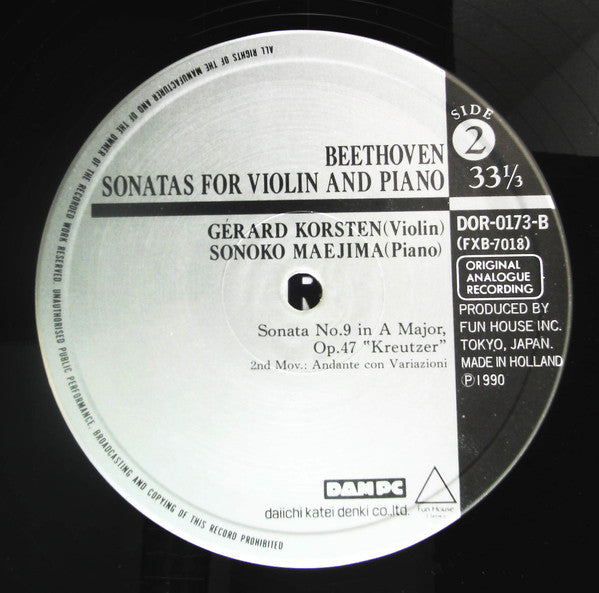 ALL RIGHTS OF THE MANUFACTURER AND OF THE OWNER OF THE RECORDED WORK RESERVED. UNAUTHORISED PUBLIC PERFORMANCE, BROADCASTING AND COPYING OF THIS RECORD PROHIBITED
SIDE
2
33⅓
BEETHOVEN
SONATAS FOR VIOLIN AND PIANO
GÉRARD KORSTEN(Violin)
SONOKO MAEJIMA(Piano)
DOR-0173-B
(FXB-7018)
ORIGINAL
ANALOGUE
RECORDING
PRODUCED BY
FUN HOUSE INC.
TOKYO, JAPAN.
MADE IN HOLLAND
Ⓟ1990
Sonata No.9 in A Major,
Op.47 "Kreutzer"
2nd Mov.: Andante con Variazioni
DAM PC
daiichi katei denki co.,ltd.
Fun House